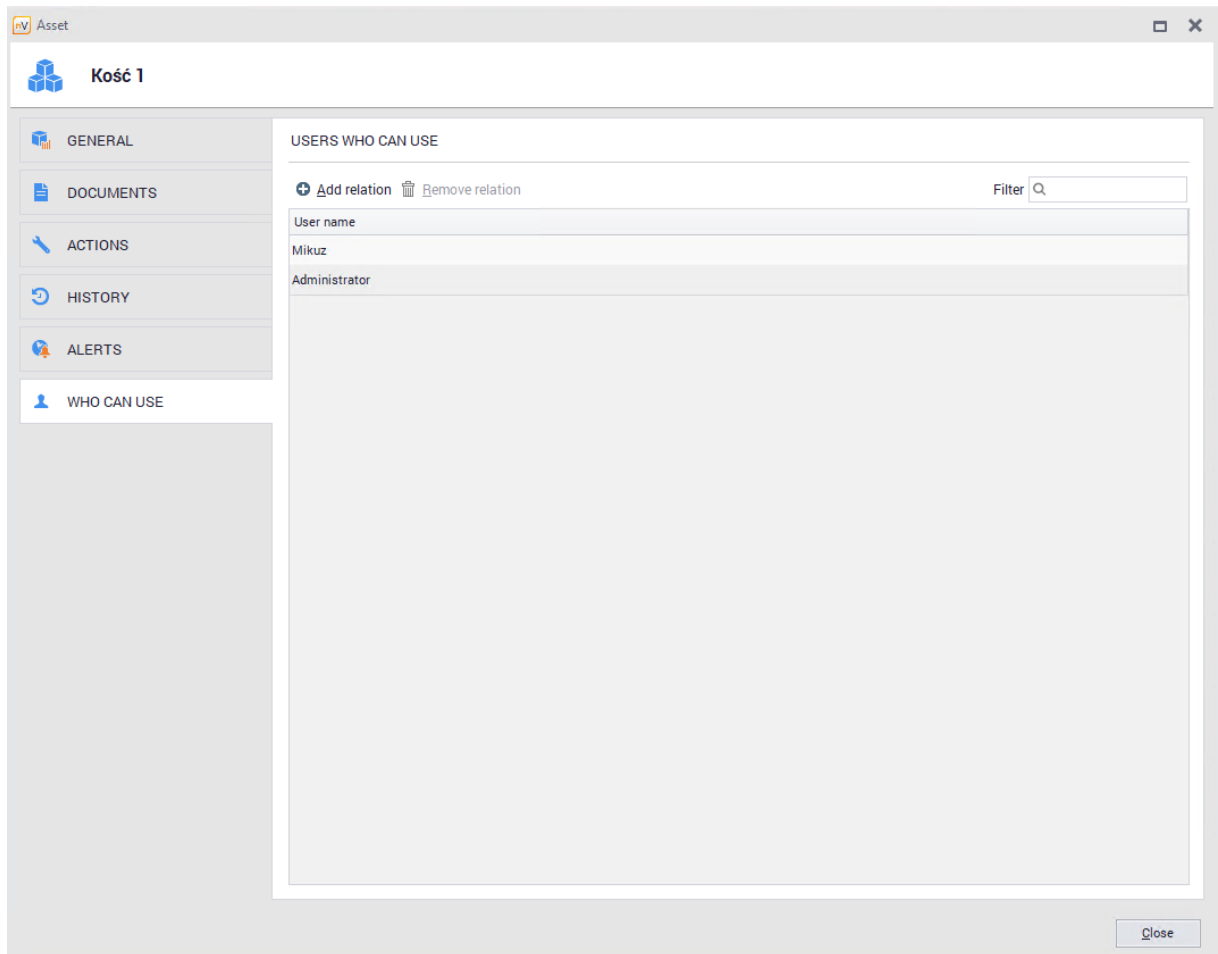 nV Asset
Kość 1
GENERAL
DOCUMENTS
ACTIONS
HISTORY
ALERTS
WHO CAN USE
USERS WHO CAN USE
Add relation Remove relation Filter
User name
Mikuz
Administrator
Close